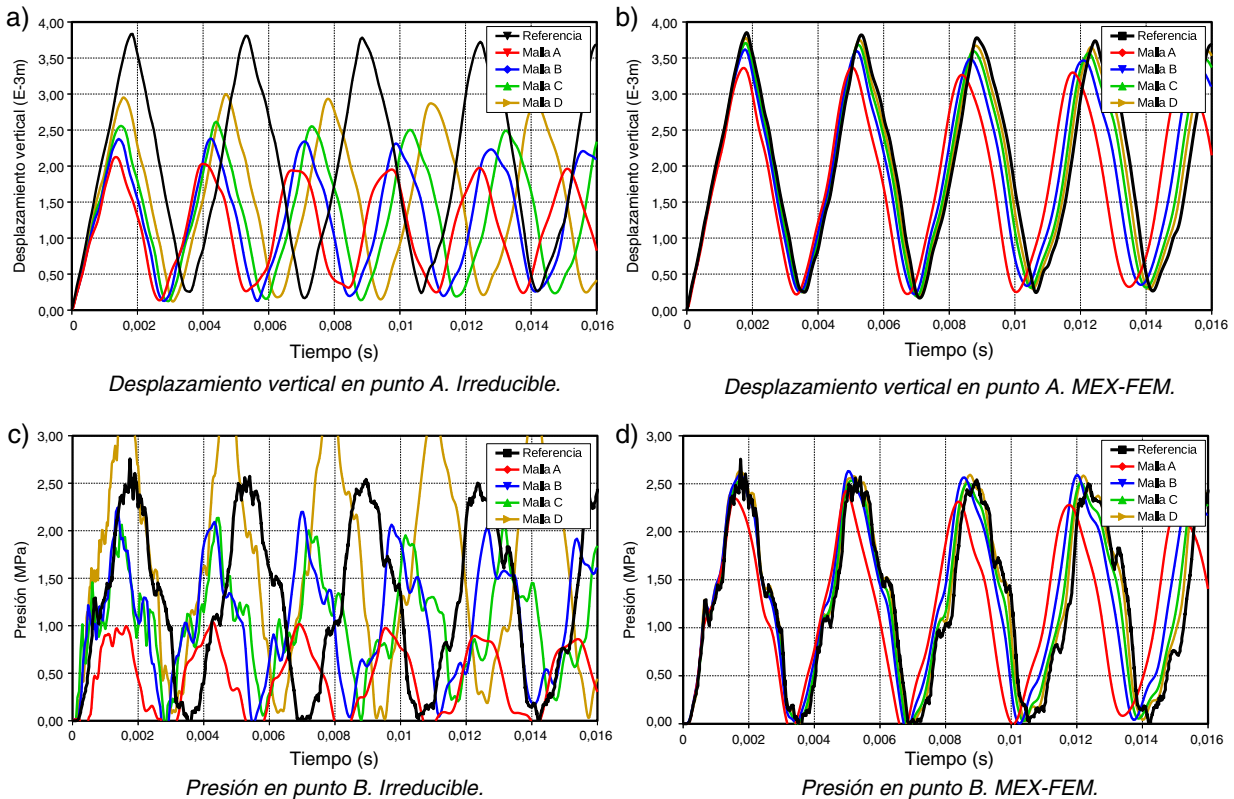 a)
4,00
3,50
3,00
2,50
2,00
1,50
1,00
0,50
0,00
Desplazamiento vertical (E-3m)
Referencia
Malla A
Malla B
Malla C
Malla D
0
0,002
0,004
0,006
0,008
0,01
0,012
0,014
0,016
Tiempo (s)
Desplazamiento vertical en punto A. Irreducible.
b)
4,00
3,50
3,00
2,50
2,00
1,50
1,00
0,50
0,00
Desplazamiento vertical (E-3m)
Referencia
Malla A
Malla B
Malla C
Malla D
0
0,002
0,004
0,006
0,008
0,01
0,012
0,014
0,016
Tiempo (s)
Desplazamiento vertical en punto A. MEX-FEM.
c)
3,00
2,50
2,00
1,50
1,00
0,50
0,00
Presión (MPa)
Referencia
Malla A
Malla B
Malla C
Malla D
0
0,002
0,004
0,006
0,008
0,01
0,012
0,014
0,016
Tiempo (s)
Presión en punto B. Irreducible.
d)
3,00
2,50
2,00
1,50
1,00
0,50
0,00
Presión (MPa)
Referencia
Malla A
Malla B
Malla C
Malla D
0
0,002
0,004
0,006
0,008
0,01
0,012
0,014
0,016
Tiempo (s)
Presión en punto B. MEX-FEM.